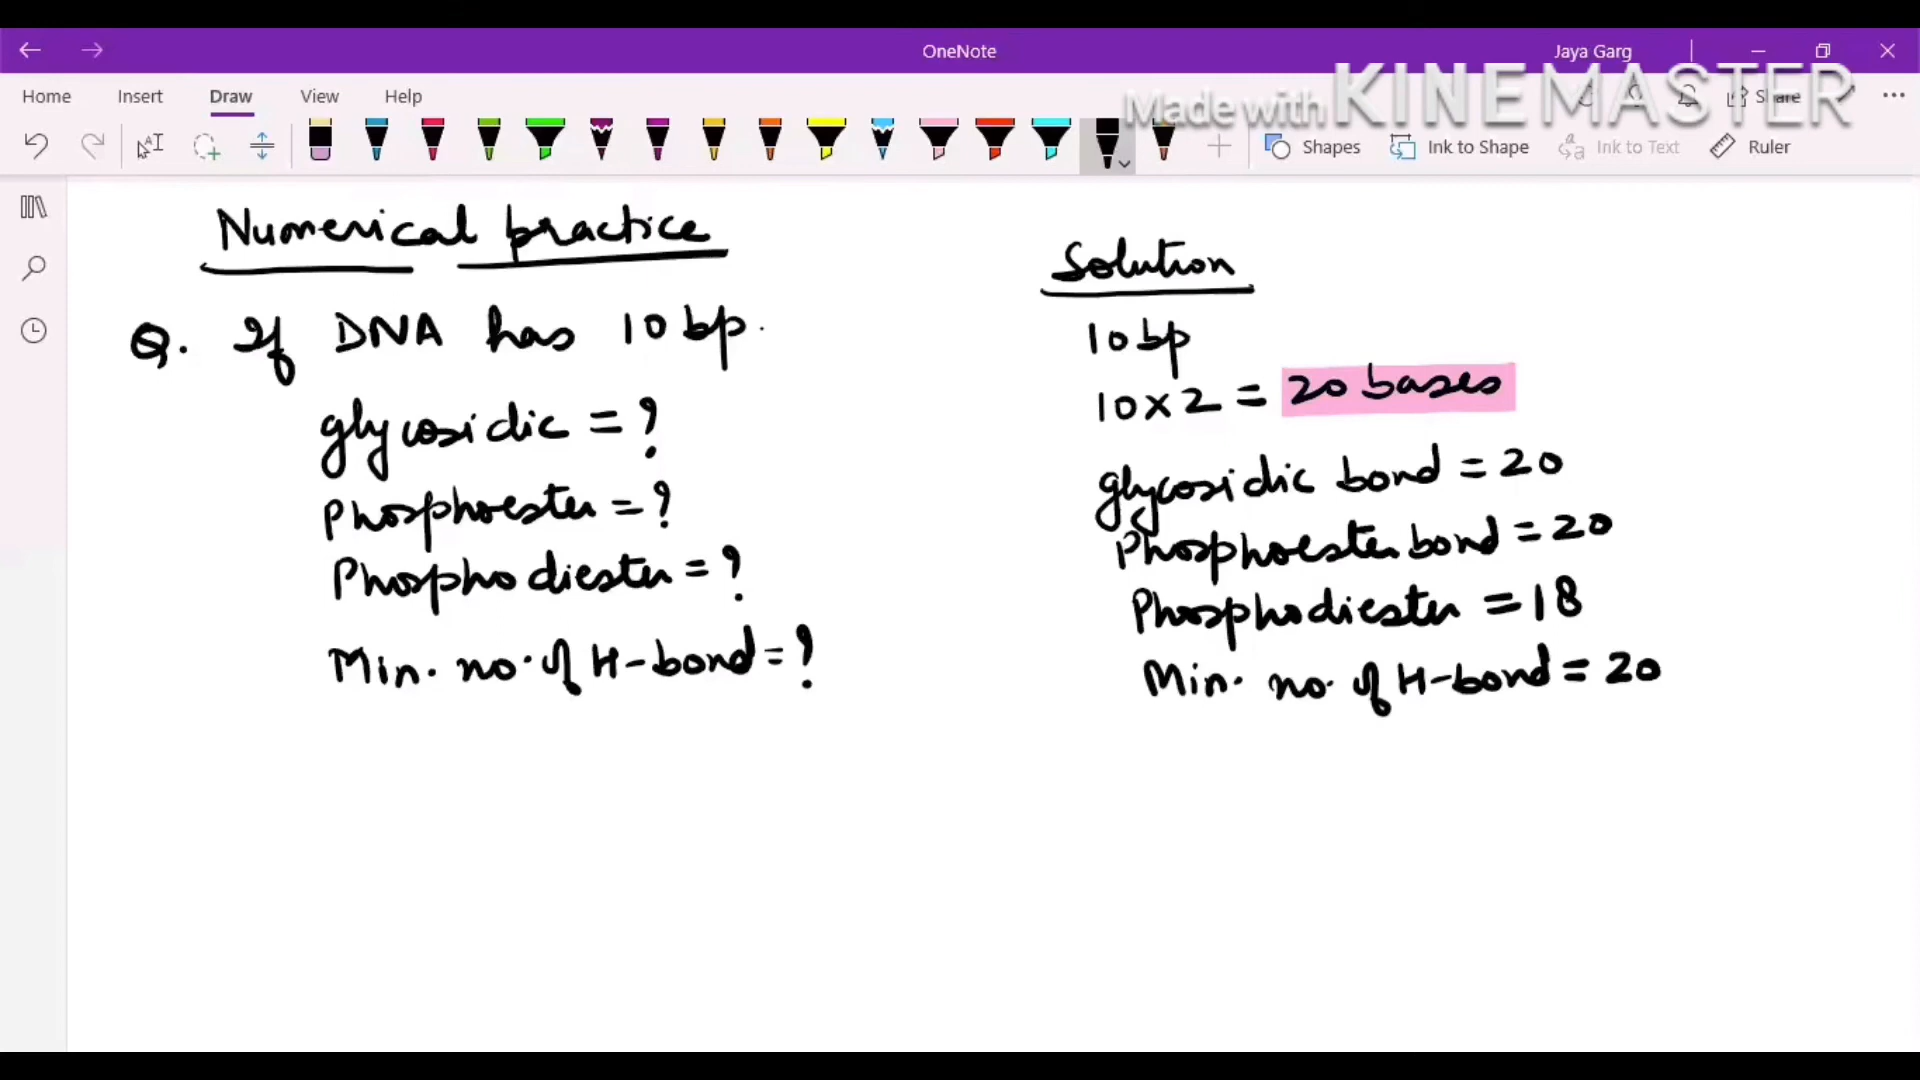 OneNote
Jaya Garg
Made with KINEMASTER
Home Insert Draw View Help
Share
Shapes Ink to Shape Ink to Text Ruler
Numerical practice
Q. If DNA has 10 bp.
glycosidic = ?
Phosphoester = ?
Phosphodiester = ?
Min. no. of H-bond = ?
Solution
10 bp
10 x 2 = 20 bases
glycosidic bond = 20
Phosphoester bond = 20
Phosphodiester = 18
Min. no. of H-bond = 20